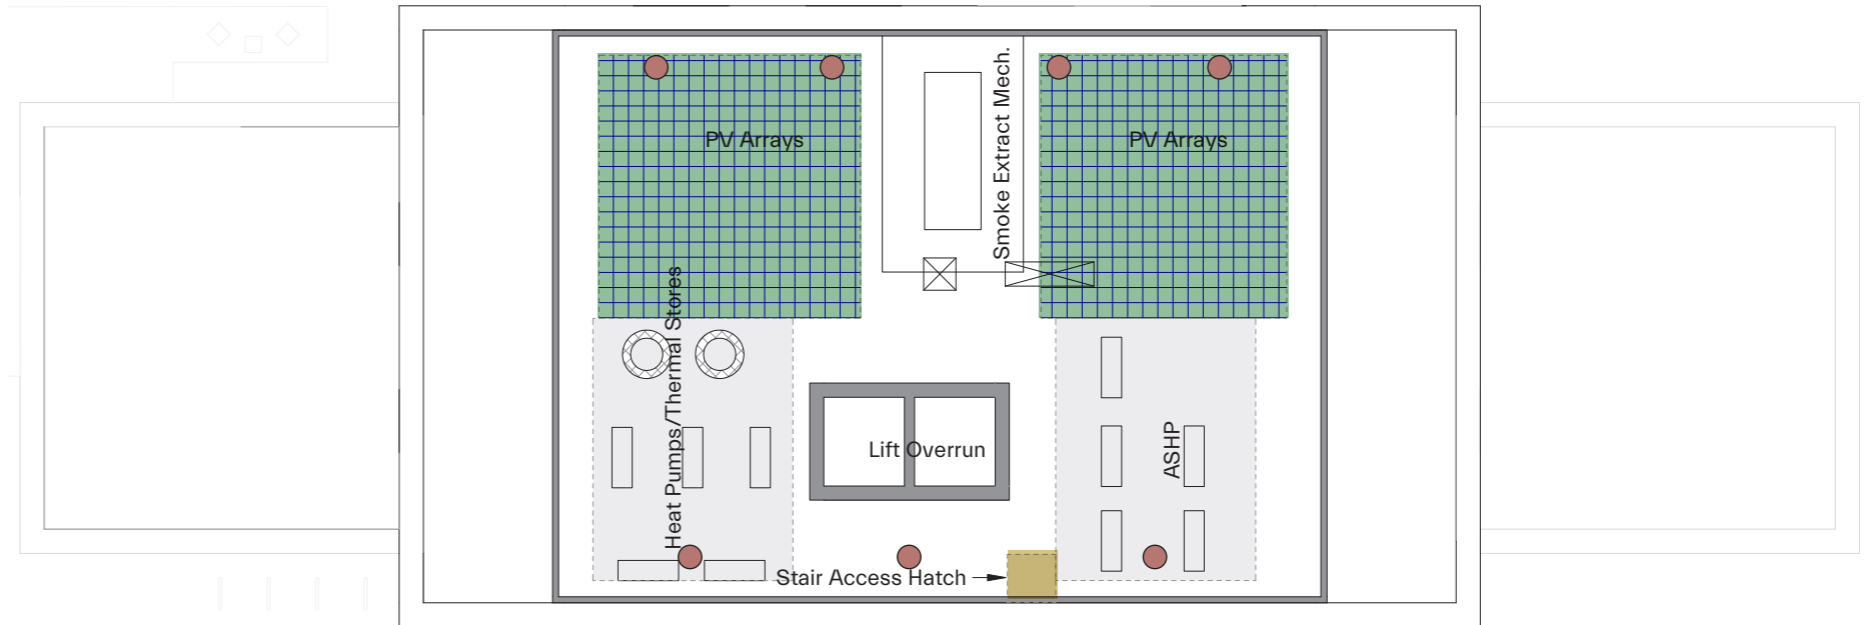 PV Arrays
Smoke Extract Mech.
PV Arrays
Heat Pumps/Thermal Stores
Lift Overrun
ASHP
Stair Access Hatch